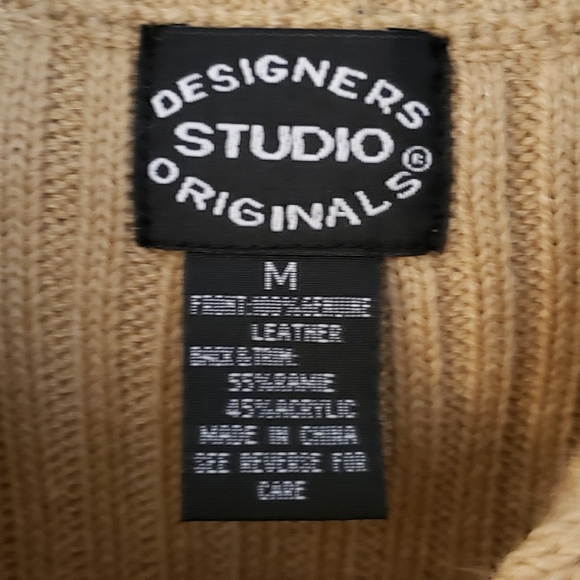 DESIGNERS
STUDIO®
ORIGINALS
M
FRONT:100%GENUINE
LEATHER
BACK&TRIM:
55%RAMIE
45%ACRYLIC
MADE IN CHINA
SEE REVERSE FOR
CARE